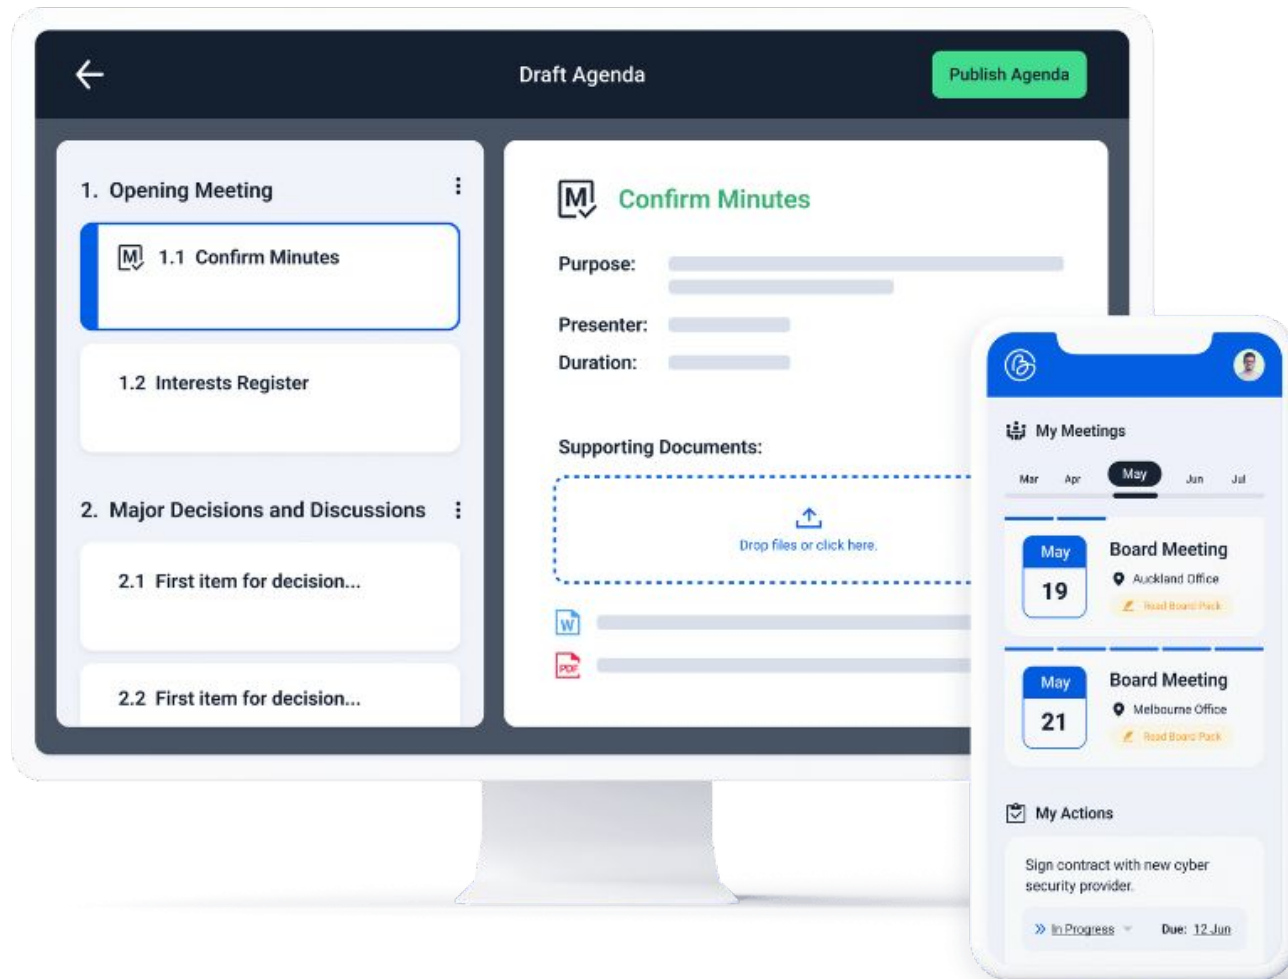 Draft Agenda
Publish Agenda
1. Opening Meeting
M 1.1 Confirm Minutes
1.2 Interests Register
2. Major Decisions and Discussions
2.1 First item for decision...
2.2 First item for decision...
M Confirm Minutes
Purpose:
Presenter:
Duration:
Supporting Documents:
Drop files or click here.
W
PDF
B
My Meetings
Mar Apr May Jun Jul
May
19
Board Meeting
Auckland Office
Read Board Pack
May
21
Board Meeting
Melbourne Office
Read Board Pack
My Actions
Sign contract with new cyber
security provider.
In Progress Due: 12 Jun